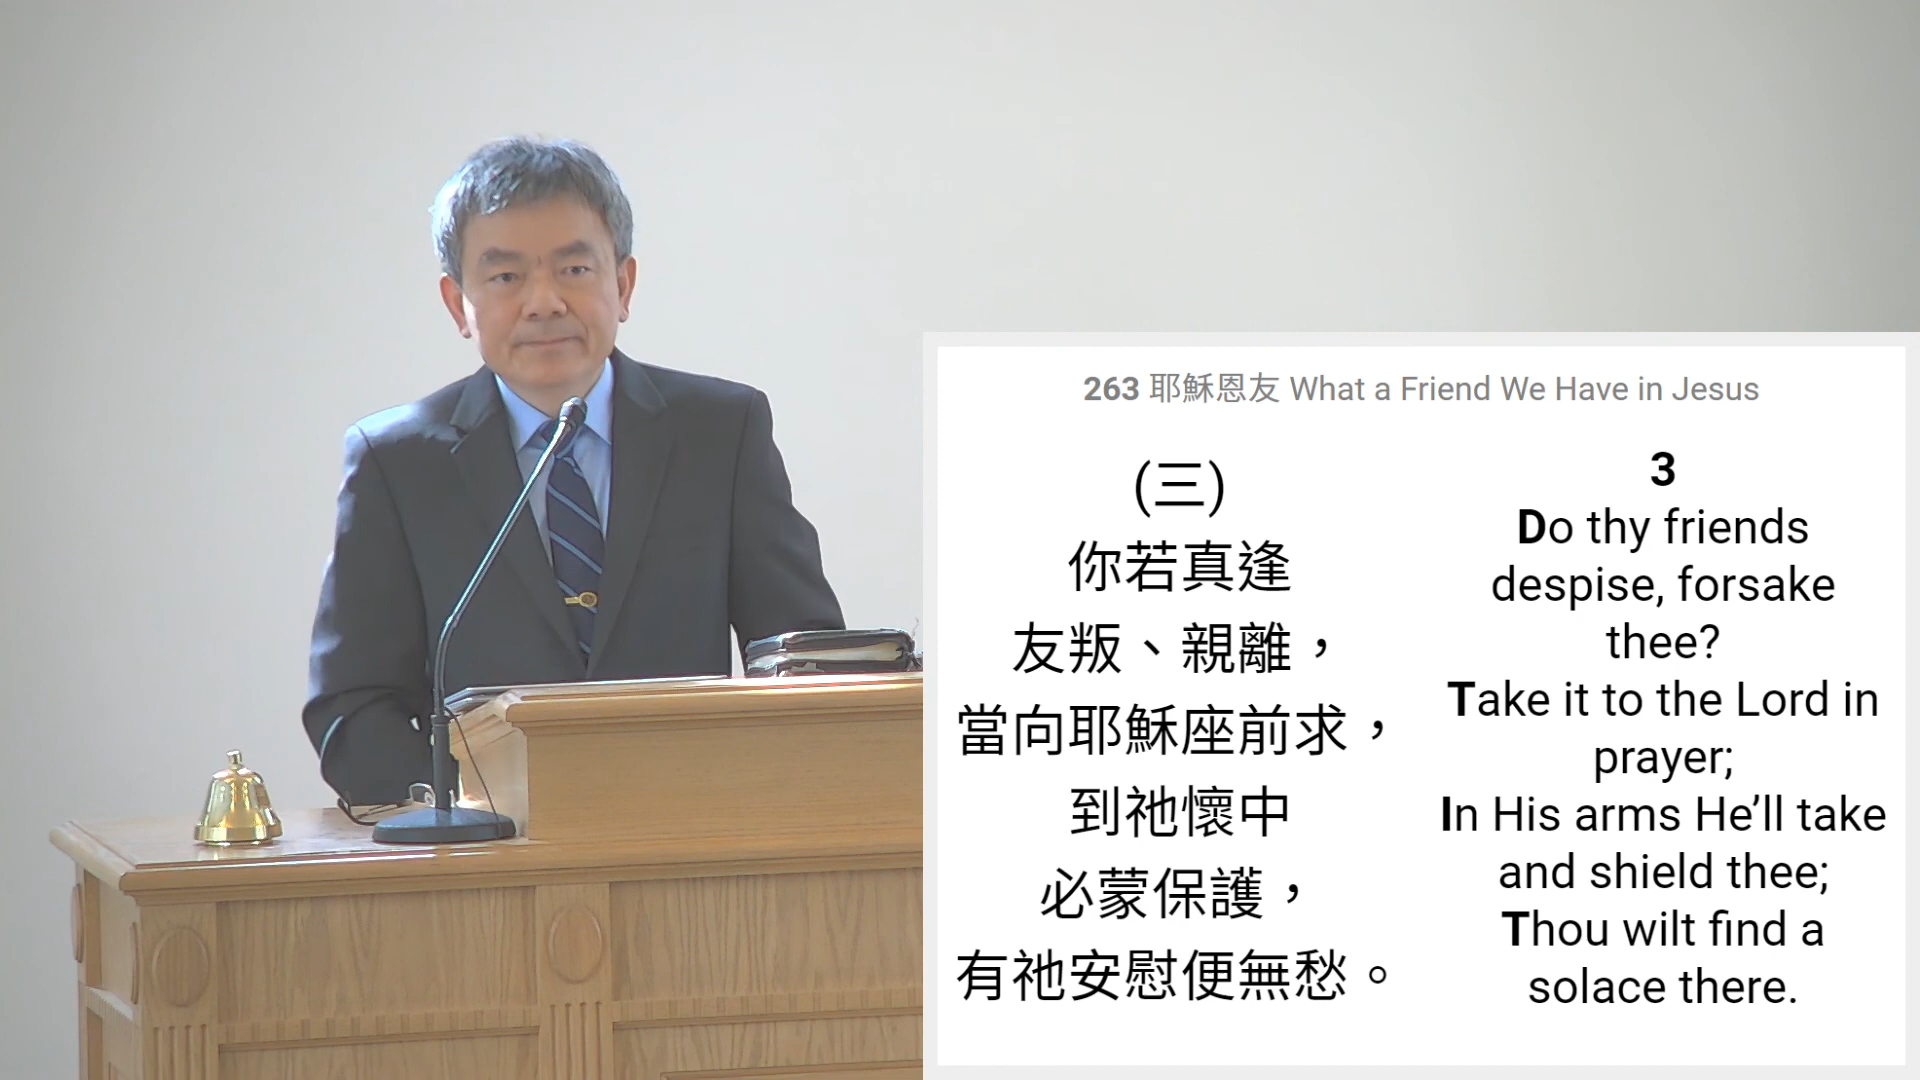 263 耶穌恩友 What a Friend We Have in Jesus
(三)
你若真逢
友叛、親離，
當向耶穌座前求，
到祂懷中
必蒙保護，
有祂安慰便無愁。
3
Do thy friends
despise, forsake
thee?
Take it to the Lord in
prayer;
In His arms He’ll take
and shield thee;
Thou wilt find a
solace there.